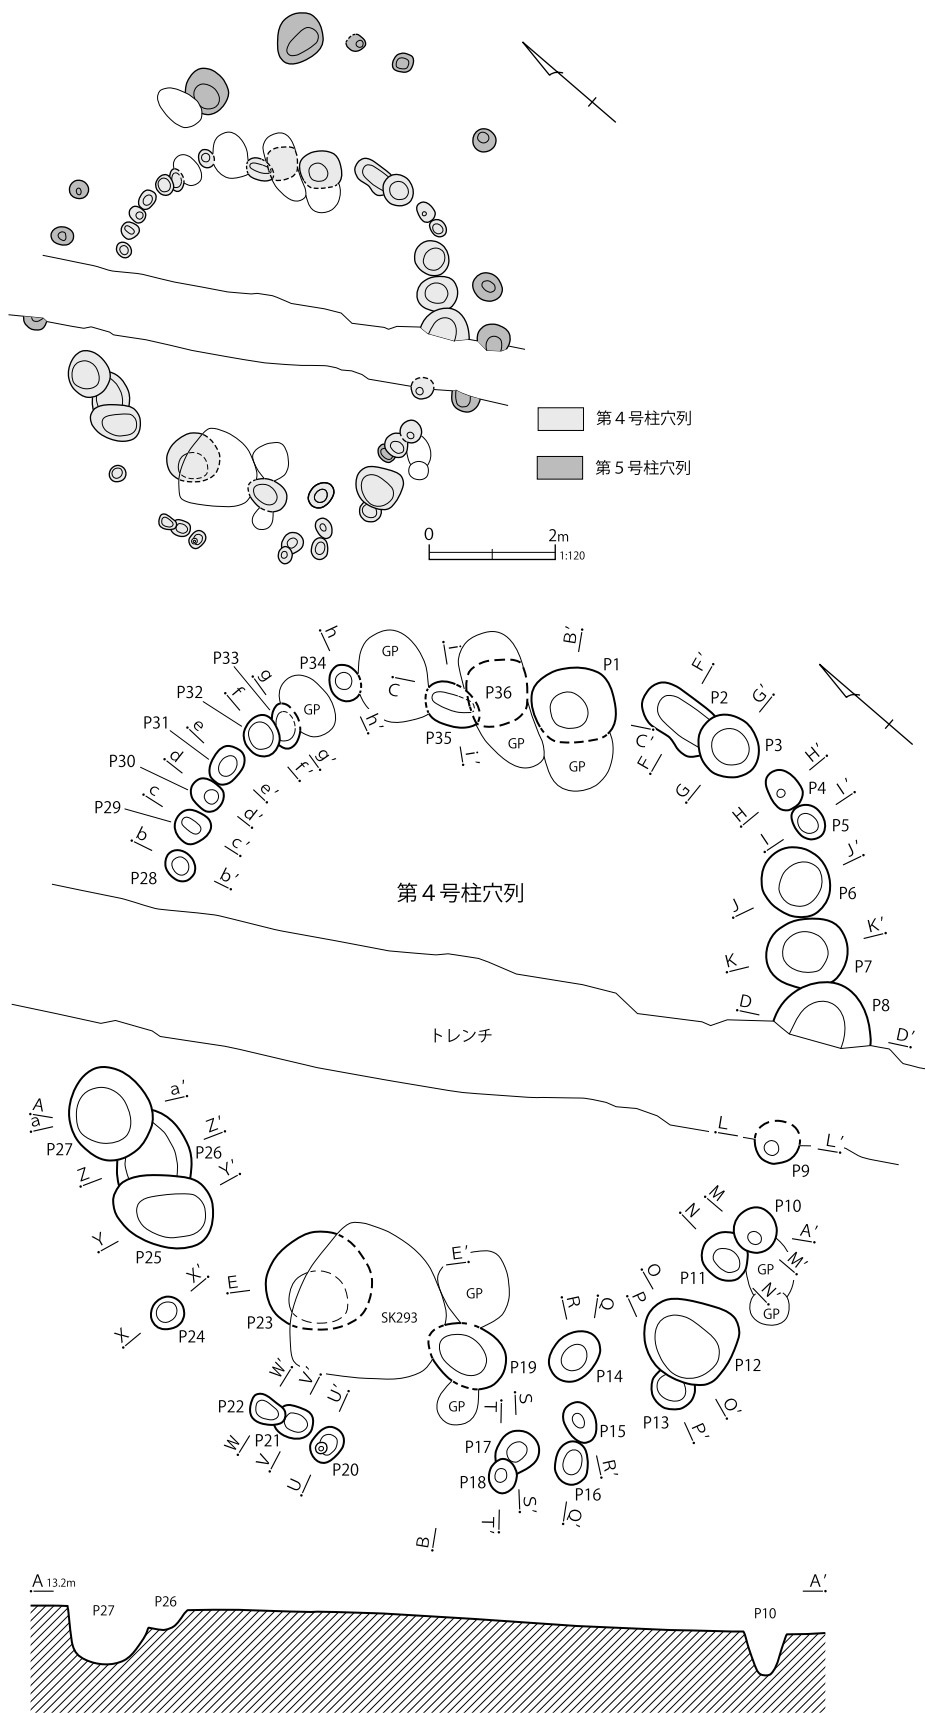 第４号柱穴列
第５号柱穴列
0 2m
1:120
h
B′
P33
P34
GP
i
P1
F′
g
P32
f
C
P36
P2
G′
P31
e
GP
h′
P35
GP
C′
P3
P30
d
g′
f′
i′
GP
F
H′
P29
c
e′
G
P4
I′
b
d′
H
P5
P28
c′
I
J′
b′
第４号柱穴列
J
P6
K′
K
P7
D
P8
トレンチ
D′
A
a
a′
L
L′
P27
Z′
P26
P9
Z
Y′
M
P10
Y
N
A′
P25
E′
P11
M′
X′
E
GP
O
GP
N′
P23
SK293
R
Q
P
GP
X
P24
P19
P14
P12
W′
V′
U′
S
P13
O′
P22
GP
T
P15
P′
W
P21
P17
V
P20
P18
R′
U
S′
P16
T′
Q′
B
A 13.2m
A′
P27
P26
P10